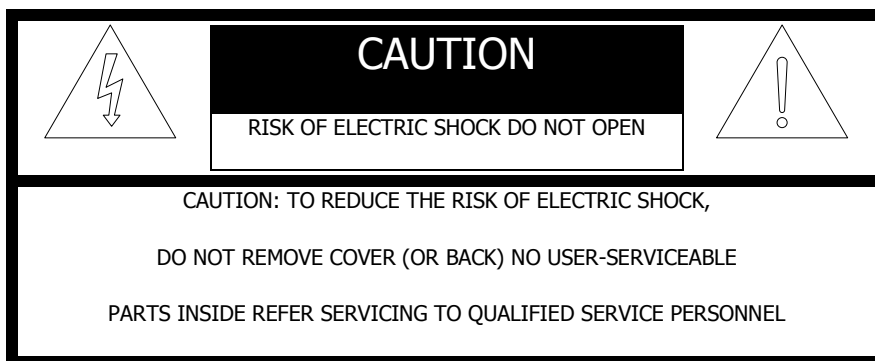 CAUTION
RISK OF ELECTRIC SHOCK DO NOT OPEN
CAUTION: TO REDUCE THE RISK OF ELECTRIC SHOCK,
DO NOT REMOVE COVER (OR BACK) NO USER-SERVICEABLE
PARTS INSIDE REFER SERVICING TO QUALIFIED SERVICE PERSONNEL